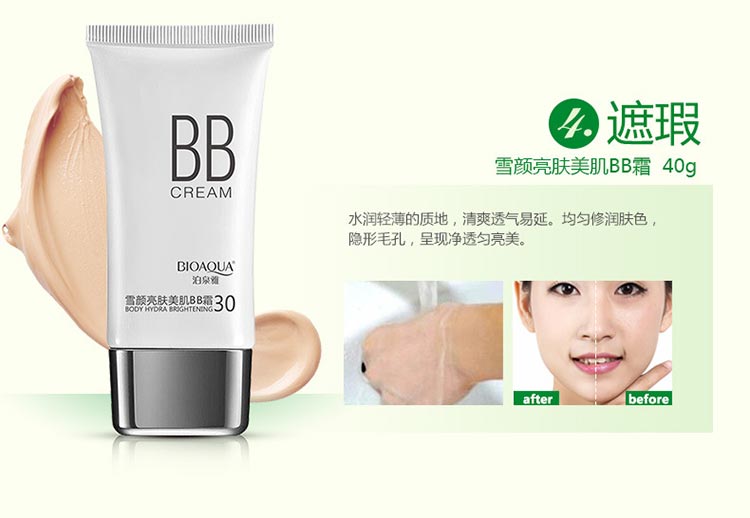 BB
CREAM
BIOAQUA®
泊泉雅
雪颜亮肤美肌BB霜30
BODY HYDRA BRIGHTENING
4. 遮瑕
雪颜亮肤美肌BB霜 40g
水润轻薄的质地，清爽透气易延。均匀修润肤色，
隐形毛孔，呈现净透匀亮美。
after
before